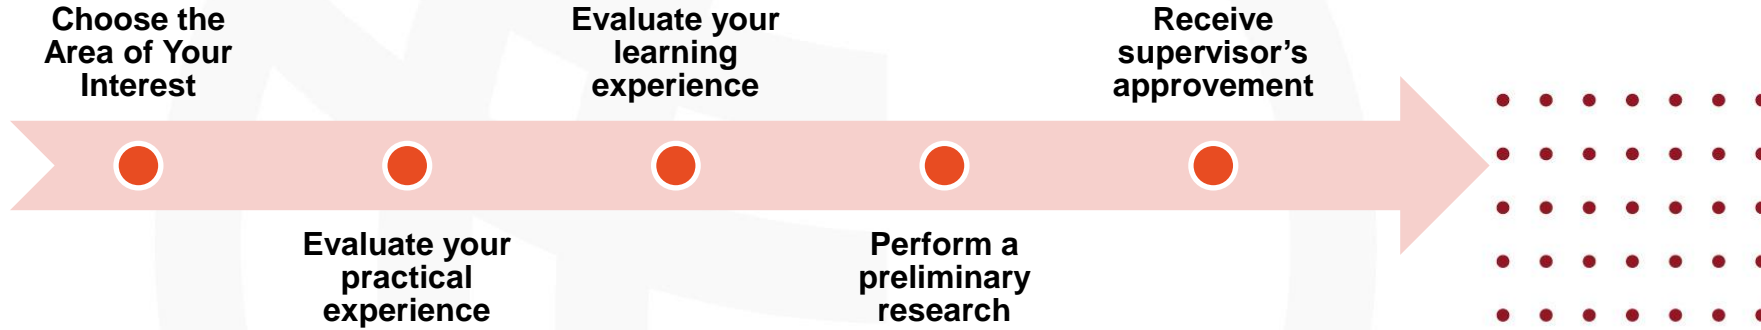 Choose the
Area of Your
Interest
Evaluate your
practical
experience
Evaluate your
learning
experience
Perform a
preliminary
research
Receive
supervisor’s
approvement